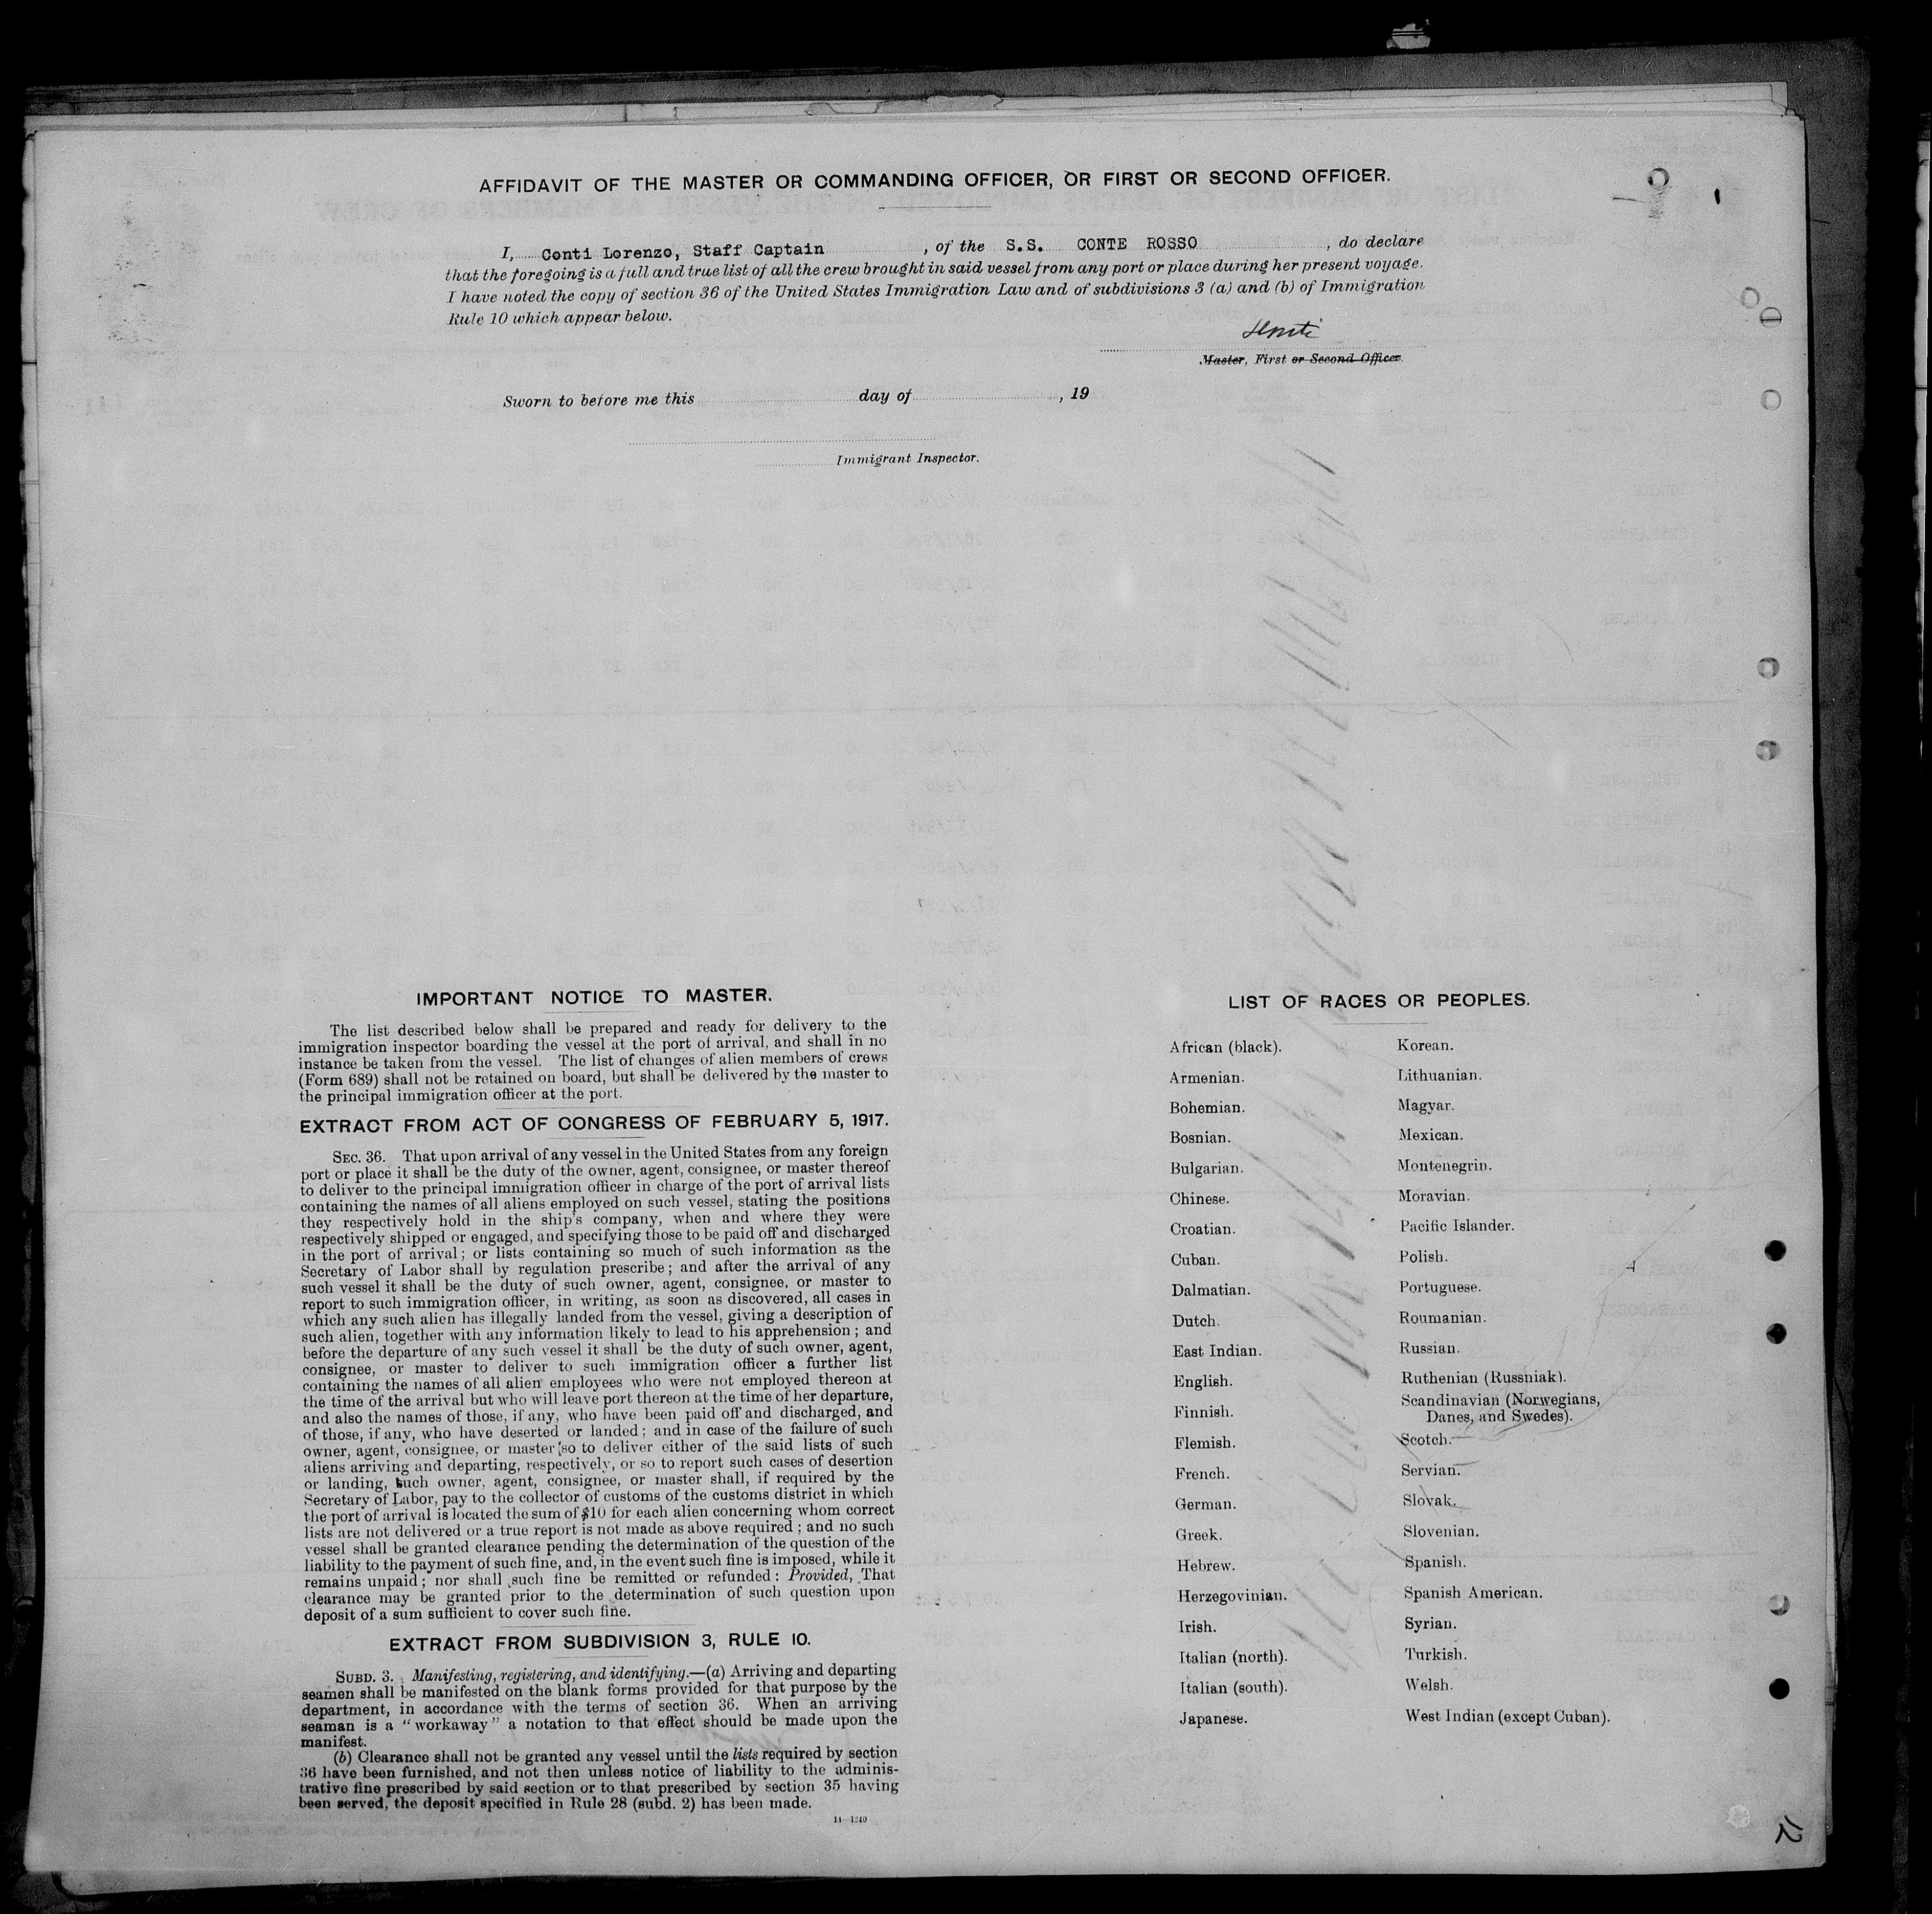 AFFIDAVIT OF THE MASTER OR COMMANDING OFFICER, OR FIRST OR SECOND OFFICER.
I, Conti Lorenzo, Staff Captain , of the S.S. CONTE ROSSO , do declare
that the foregoing is a full and true list of all the crew brought in said vessel from any port or place during her present voyage.
I have noted the copy of section 36 of the United States Immigration Law and of subdivisions 3 (a) and (b) of Immigration
Rule 10 which appear below.
Master, First or Second Officer.
Sworn to before me this day of , 19
Immigrant Inspector.
IMPORTANT NOTICE TO MASTER.
The list described below shall be prepared and ready for delivery to the
immigration inspector boarding the vessel at the port of arrival, and shall in no
instance be taken from the vessel. The list of changes of alien members of crews
(Form 689) shall not be retained on board, but shall be delivered by the master to
the principal immigration officer at the port.
EXTRACT FROM ACT OF CONGRESS OF FEBRUARY 5, 1917.
SEC. 36. That upon arrival of any vessel in the United States from any foreign
port or place it shall be the duty of the owner, agent, consignee, or master thereof
to deliver to the principal immigration officer in charge of the port of arrival lists
containing the names of all aliens employed on such vessel, stating the positions
they respectively hold in the ship's company, when and where they were
respectively shipped or engaged, and specifying those to be paid off and discharged
in the port of arrival; or lists containing so much of such information as the
Secretary of Labor shall by regulation prescribe; and after the arrival of any
such vessel it shall be the duty of such owner, agent, consignee, or master to
report to such immigration officer, in writing, as soon as discovered, all cases in
which any such alien has illegally landed from the vessel, giving a description of
such alien, together with any information likely to lead to his apprehension; and
before the departure of any such vessel it shall be the duty of such owner, agent,
consignee, or master to deliver to such immigration officer a further list
containing the names of all alien employees who were not employed thereon at
the time of the arrival but who will leave port thereon at the time of her departure,
and also the names of those, if any, who have been paid off and discharged, and
of those, if any, who have deserted or landed; and in case of the failure of such
owner, agent, consignee, or master so to deliver either of the said lists of such
aliens arriving and departing, respectively, or so to report such cases of desertion
or landing, such owner, agent, consignee, or master shall, if required by the
Secretary of Labor, pay to the collector of customs of the customs district in which
the port of arrival is located the sum of $10 for each alien concerning whom correct
lists are not delivered or a true report is not made as above required; and no such
vessel shall be granted clearance pending the determination of the question of the
liability to the payment of such fine, and, in the event such fine is imposed, while it
remains unpaid; nor shall such fine be remitted or refunded: Provided, That
clearance may be granted prior to the determination of such question upon
deposit of a sum sufficient to cover such fine.
EXTRACT FROM SUBDIVISION 3, RULE 10.
SUBD. 3. Manifesting, registering, and identifying.—(a) Arriving and departing
seamen shall be manifested on the blank forms provided for that purpose by the
department, in accordance with the terms of section 36. When an arriving
seaman is a "workaway" a notation to that effect should be made upon the
manifest.
(b) Clearance shall not be granted any vessel until the lists required by section
36 have been furnished, and not then unless notice of liability to the adminis-
trative fine prescribed by said section or to that prescribed by section 35 having
been served, the deposit specified in Rule 28 (subd. 2) has been made.
14—1240
LIST OF RACES OR PEOPLES.
African (black).
Armenian.
Bohemian.
Bosnian.
Bulgarian.
Chinese.
Croatian.
Cuban.
Dalmatian.
Dutch.
East Indian.
English.
Finnish.
Flemish.
French.
German.
Greek.
Hebrew.
Herzegovinian.
Irish.
Italian (north).
Italian (south).
Japanese.
Korean.
Lithuanian.
Magyar.
Mexican.
Montenegrin.
Moravian.
Pacific Islander.
Polish.
Portuguese.
Roumanian.
Russian.
Ruthenian (Russniak).
Scandinavian (Norwegians,
Danes, and Swedes).
Scotch.
Servian.
Slovak.
Slovenian.
Spanish.
Spanish American.
Syrian.
Turkish.
Welsh.
West Indian (except Cuban).